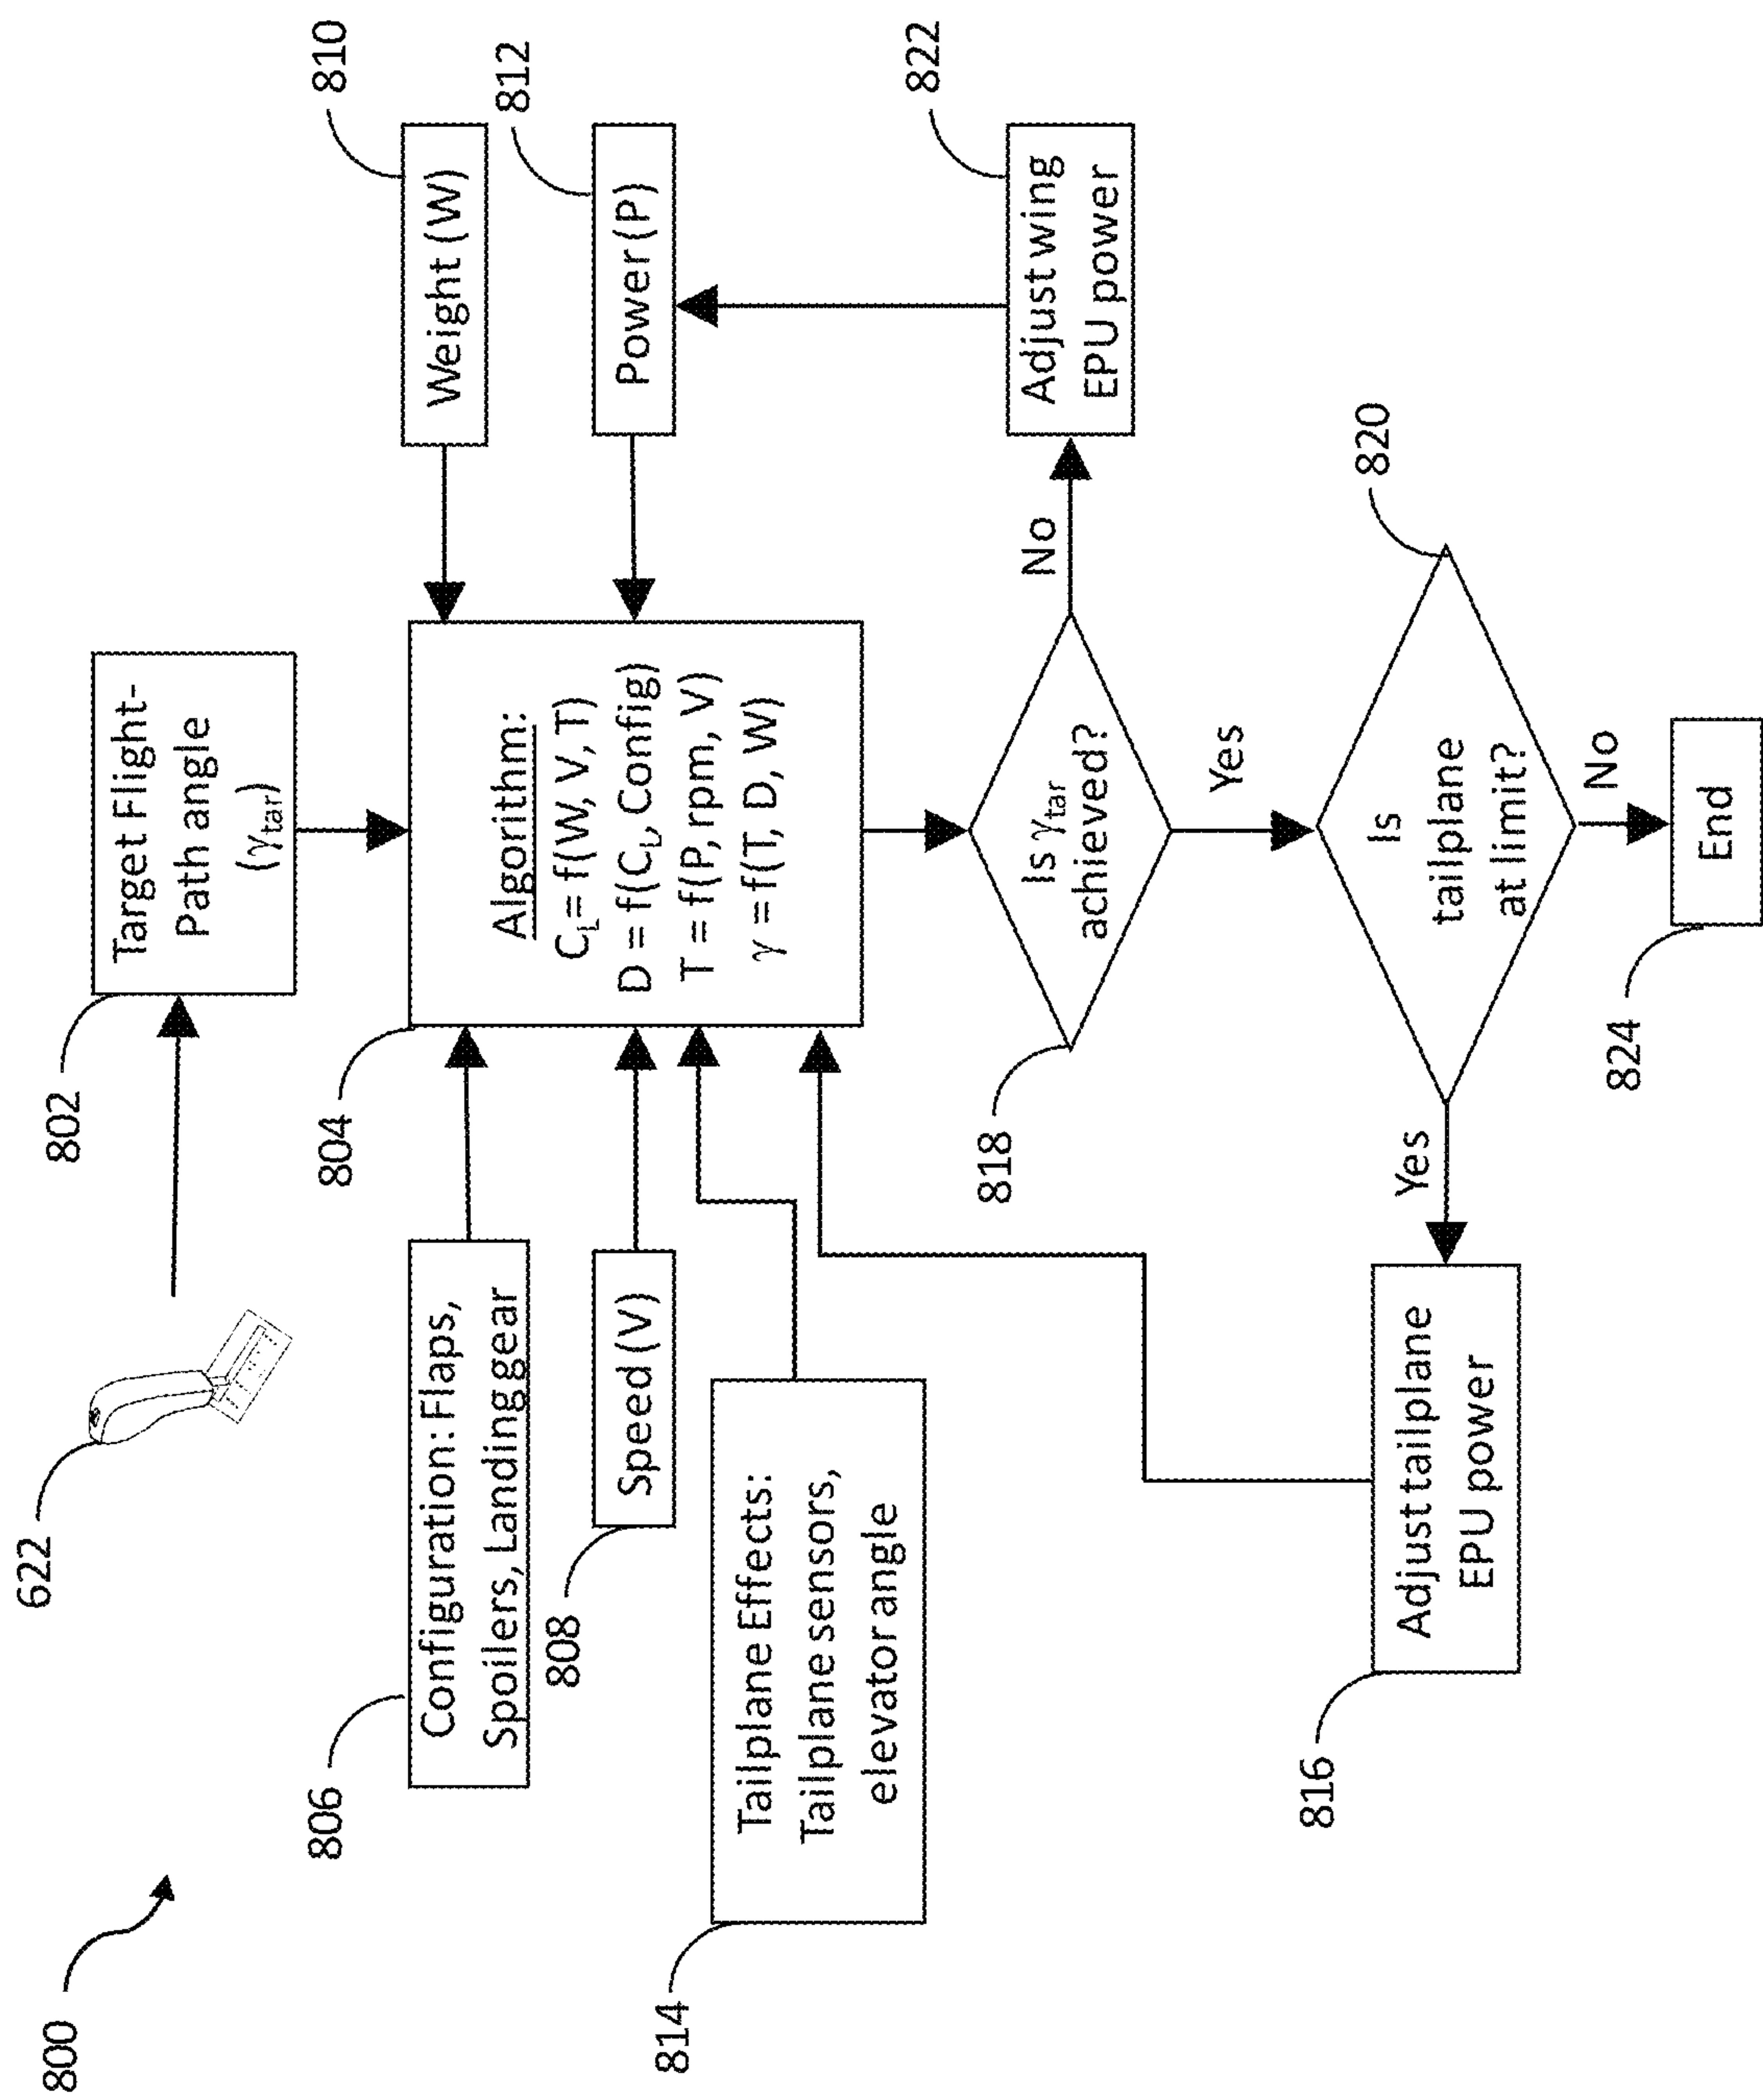 800
622
802
Target Flight-
Path angle
(γtar)
804
Algorithm:
CL= f(W, V, T)
D = f(CL, Config)
T = f(P, rpm, V)
γ = f(T, D, W)
806
Configuration: Flaps,
Spoilers, Landing gear
808
Speed (V)
810
Weight (W)
812
Power (P)
814
Tailplane Effects:
Tailplane sensors,
elevator angle
818
Is γtar
achieved?
No
822
Adjust wing
EPU power
Yes
820
Is
tailplane
at limit?
Yes
816
Adjust tailplane
EPU power
No
824
End